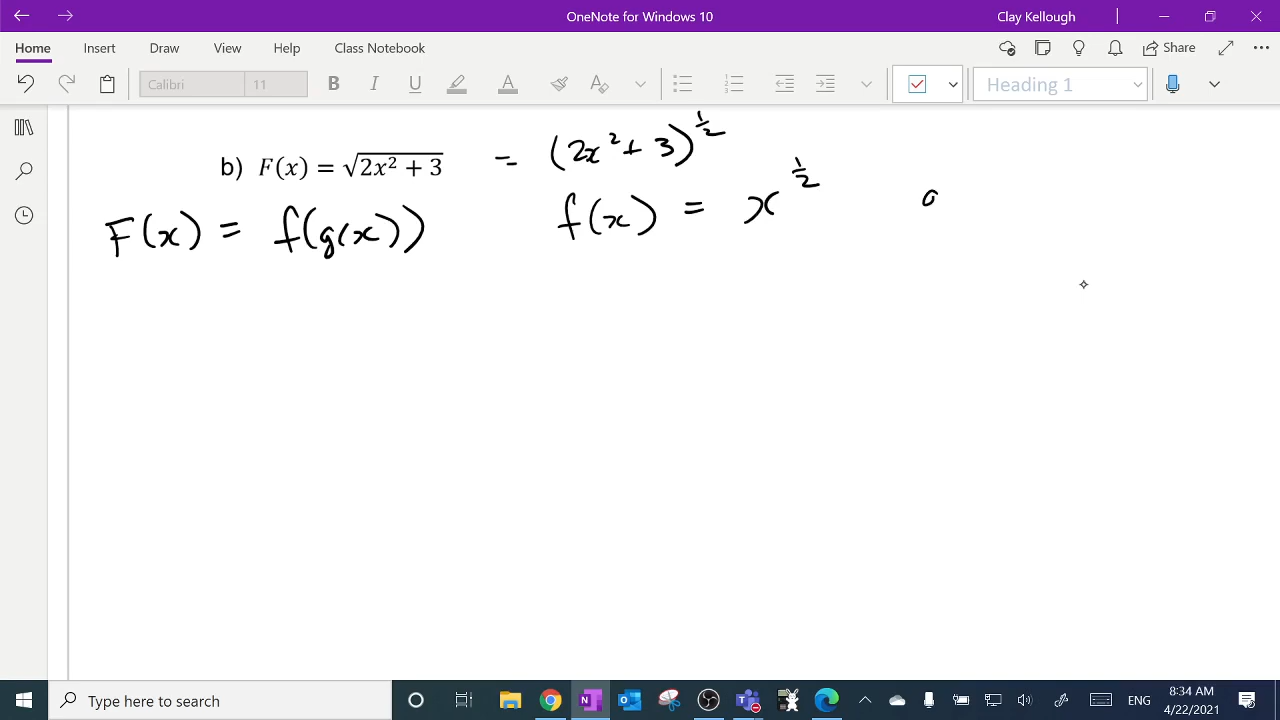 OneNote for Windows 10
Clay Kellough
Home Insert Draw View Help Class Notebook
Share
Calibri 11 B I U A Heading 1
b) F(x) = √2x² + 3 = (2x² + 3)^½
F(x) = f(g(x)) f(x) = x^½
Type here to search
ENG
8:34 AM
4/22/2021